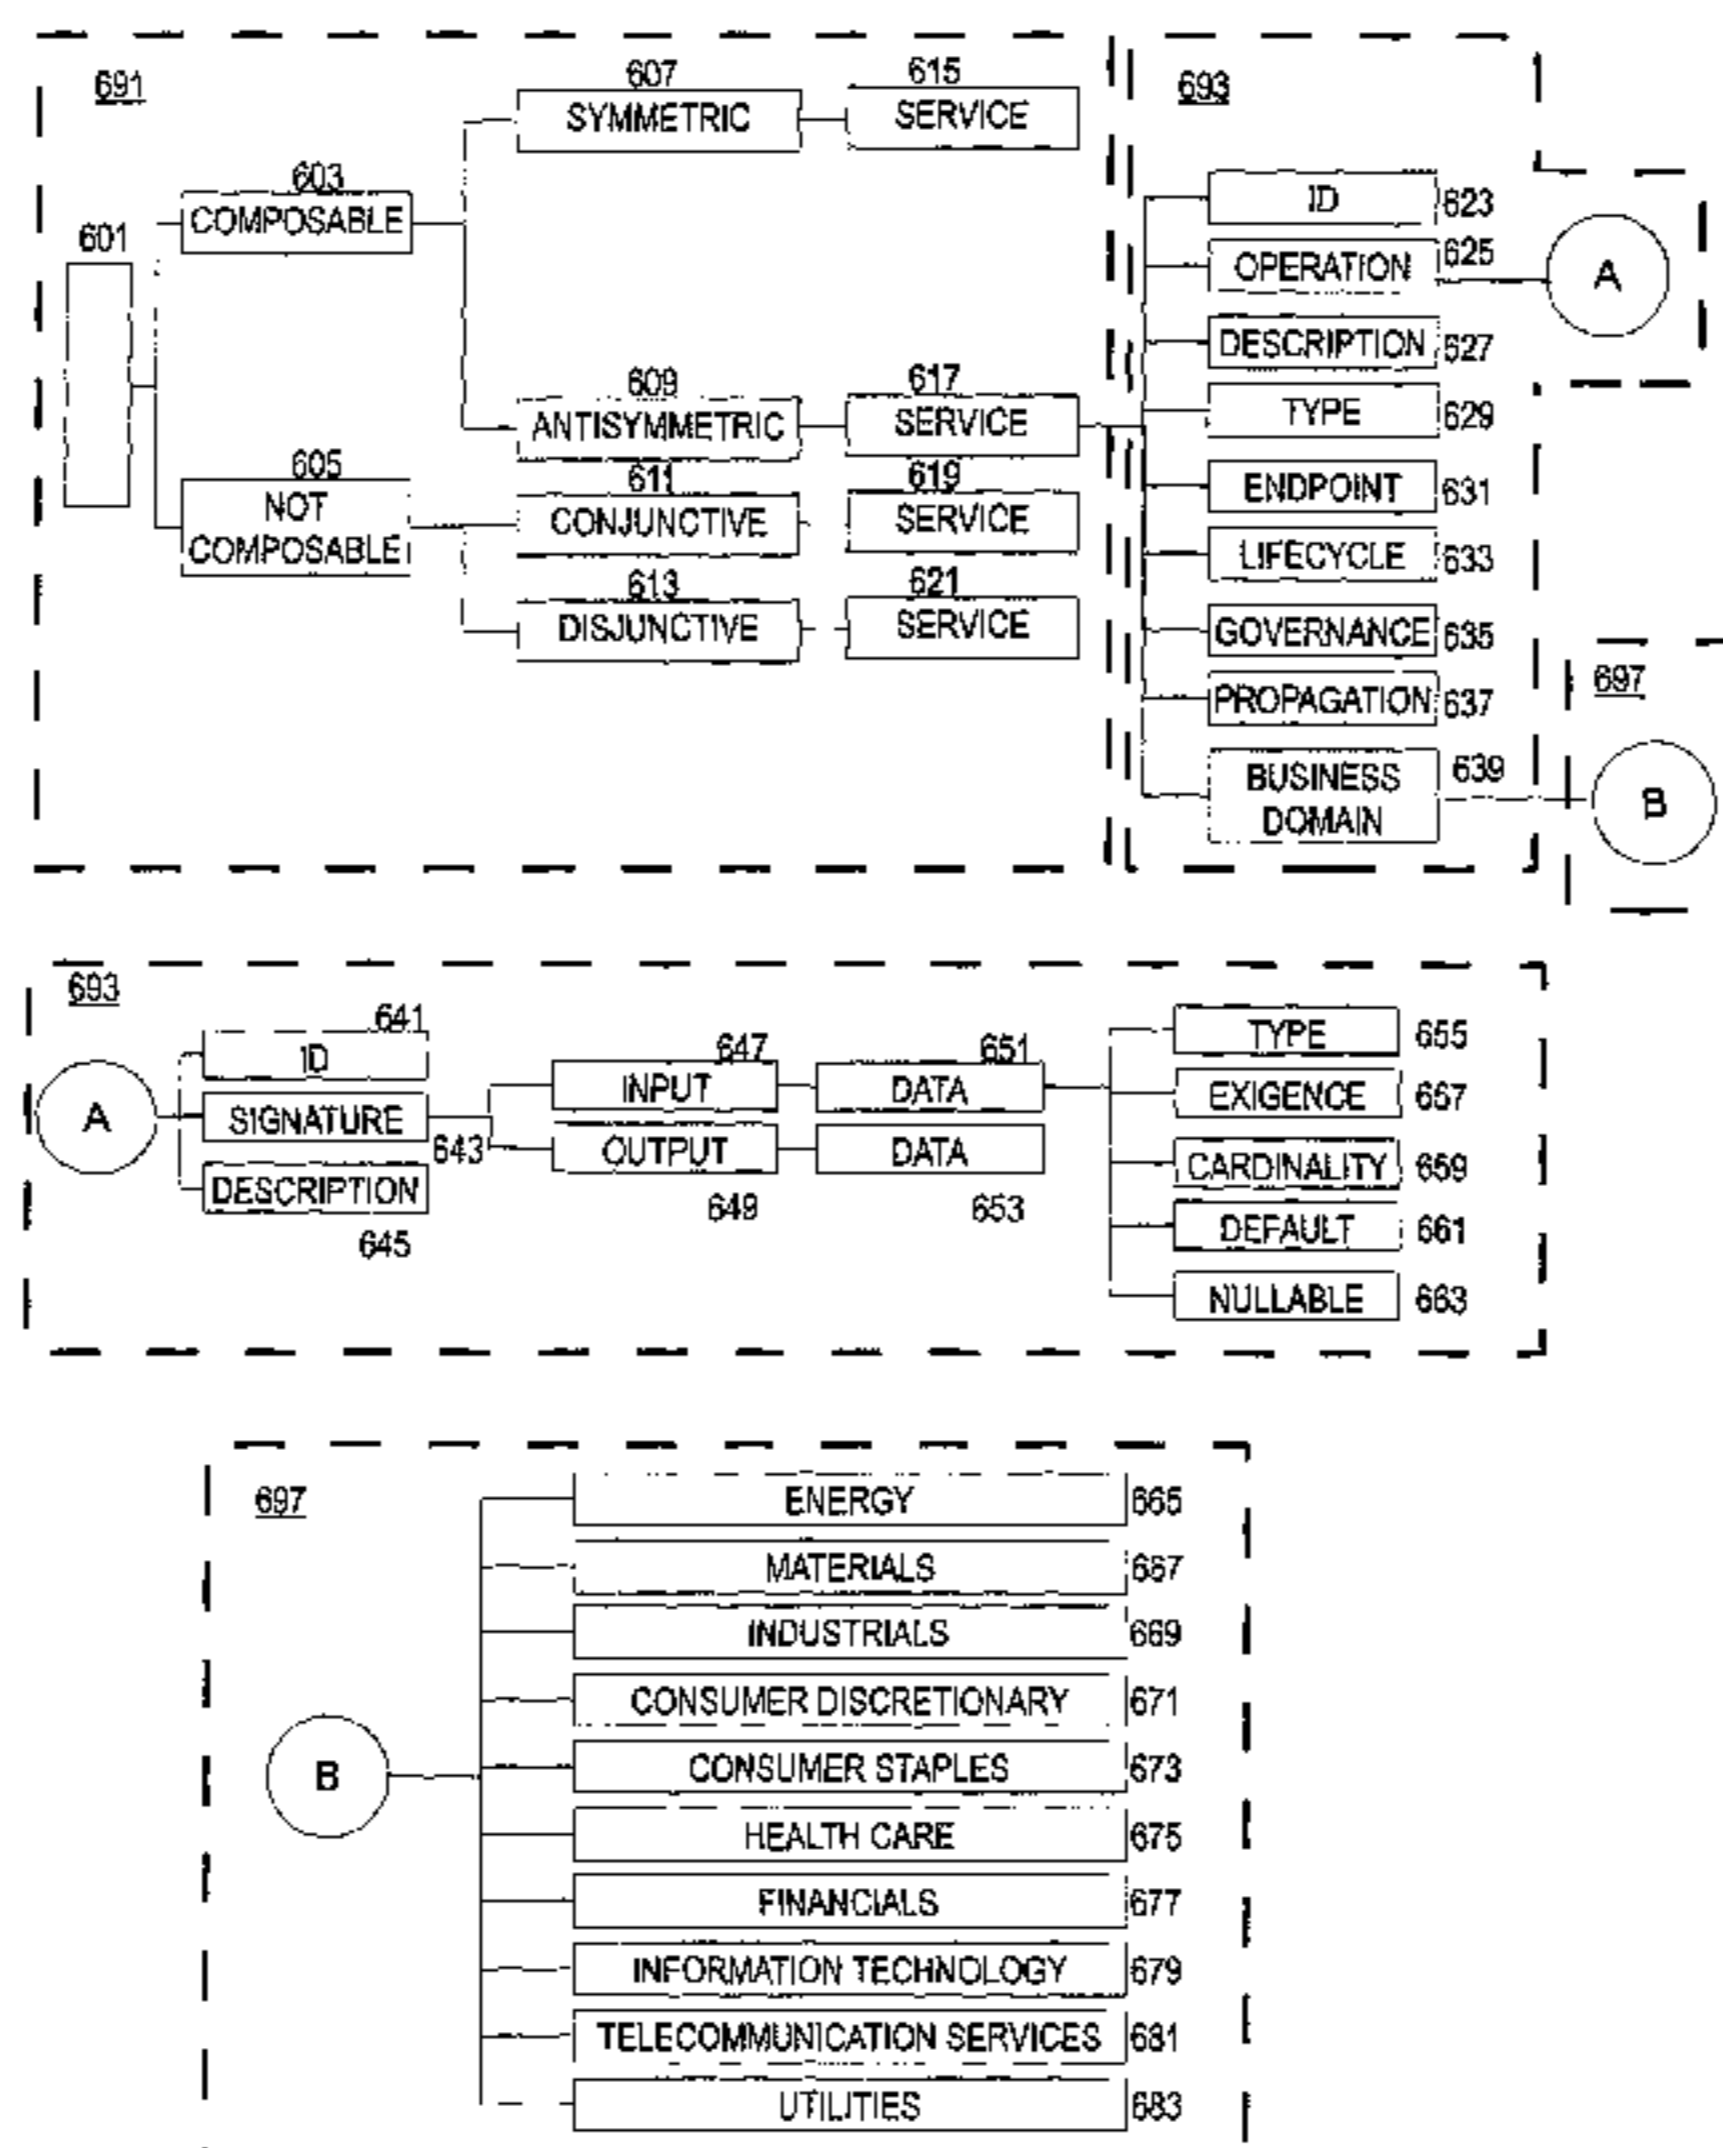 691
607
615
693
SYMMETRIC
SERVICE
603
COMPOSABLE
601
ID
623
OPERATION
625
A
DESCRIPTION
627
609
617
ANTISYMMETRIC
SERVICE
TYPE
629
605
NOT
COMPOSABLE
611
619
CONJUNCTIVE
SERVICE
ENDPOINT
631
LIFECYCLE
633
613
621
DISJUNCTIVE
SERVICE
GOVERNANCE
635
PROPAGATION
637
697
BUSINESS
DOMAIN
639
B
693
A
641
ID
SIGNATURE
643
DESCRIPTION
645
647
INPUT
651
DATA
OUTPUT
649
DATA
653
TYPE
655
EXIGENCE
657
CARDINALITY
659
DEFAULT
661
NULLABLE
663
697
B
ENERGY
665
MATERIALS
667
INDUSTRIALS
669
CONSUMER DISCRETIONARY
671
CONSUMER STAPLES
673
HEALTH CARE
675
FINANCIALS
677
INFORMATION TECHNOLOGY
679
TELECOMMUNICATION SERVICES
681
UTILITIES
683